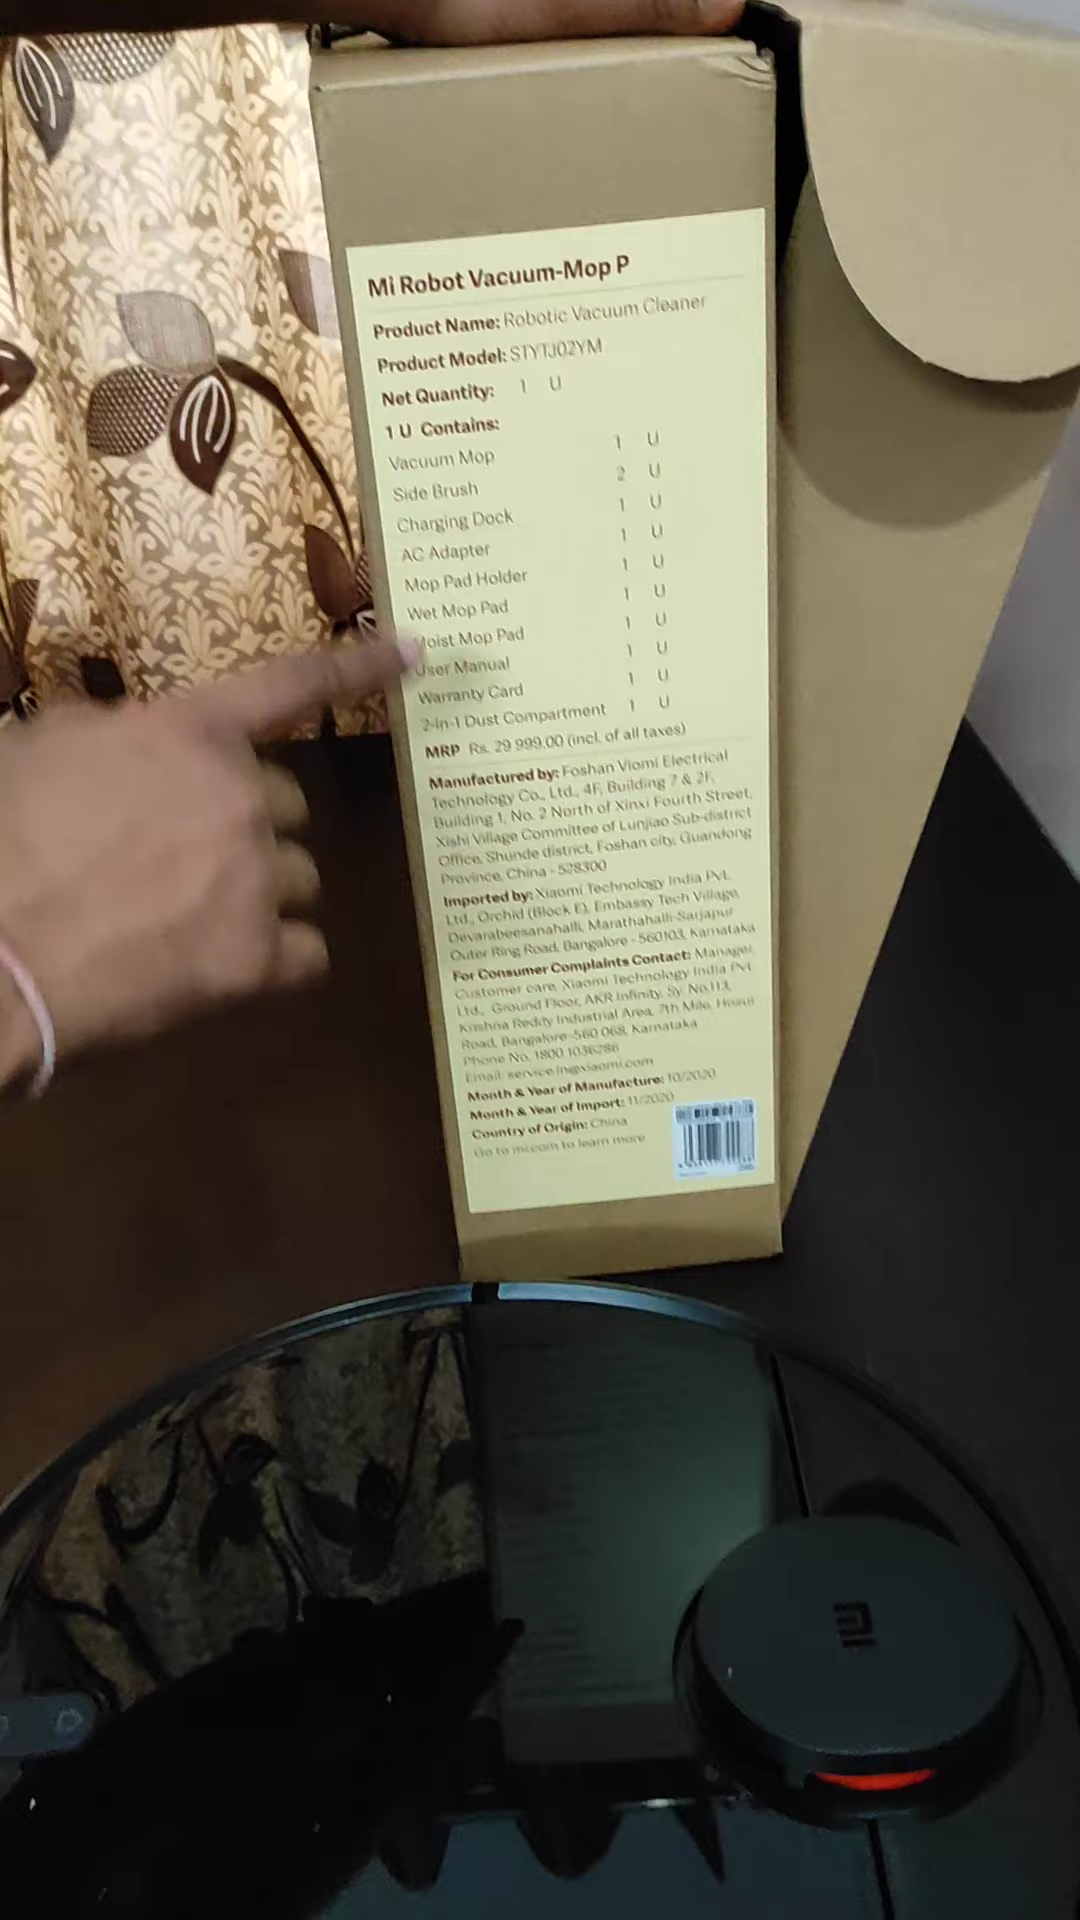 Mi Robot Vacuum-Mop P
Product Name: Robotic Vacuum Cleaner
Product Model: STYTJ02YM
Net Quantity: 1 U
1 U Contains:
Vacuum Mop 1 U
Side Brush 2 U
Charging Dock 1 U
AC Adapter 1 U
Mop Pad Holder 1 U
Wet Mop Pad 1 U
Moist Mop Pad 1 U
User Manual 1 U
Warranty Card 1 U
2-in-1 Dust Compartment 1 U
MRP Rs. 29 999.00 (incl. of all taxes)
Manufactured by: Foshan Viomi Electrical
Technology Co., Ltd., 4F, Building 7 & 2F,
Building 1, No. 2 North of Xinxi Fourth Street,
Xishi Village Committee of Lunjiao Sub-district
Office, Shunde district, Foshan city, Guandong
Province, China - 528300
Imported by: Xiaomi Technology India Pvt.
Ltd., Orchid (Block E), Embassy Tech Village,
Devarabeesanahalli, Marathahalli-Sarjapur
Outer Ring Road, Bangalore - 560103, Karnataka
For Consumer Complaints Contact: Manager,
Customer care, Xiaomi Technology India Pvt
Ltd., Ground Floor, AKR Infinity, Sy. No.113,
Krishna Reddy Industrial Area, 7th Mile, Hosur
Road, Bangalore-560 068, Karnataka
Phone No. 1800 1036286
Email: service.in@xiaomi.com
Month & Year of Manufacture: 10/2020
Month & Year of Import: 11/2020
Country of Origin: China
Go to mi.com to learn more